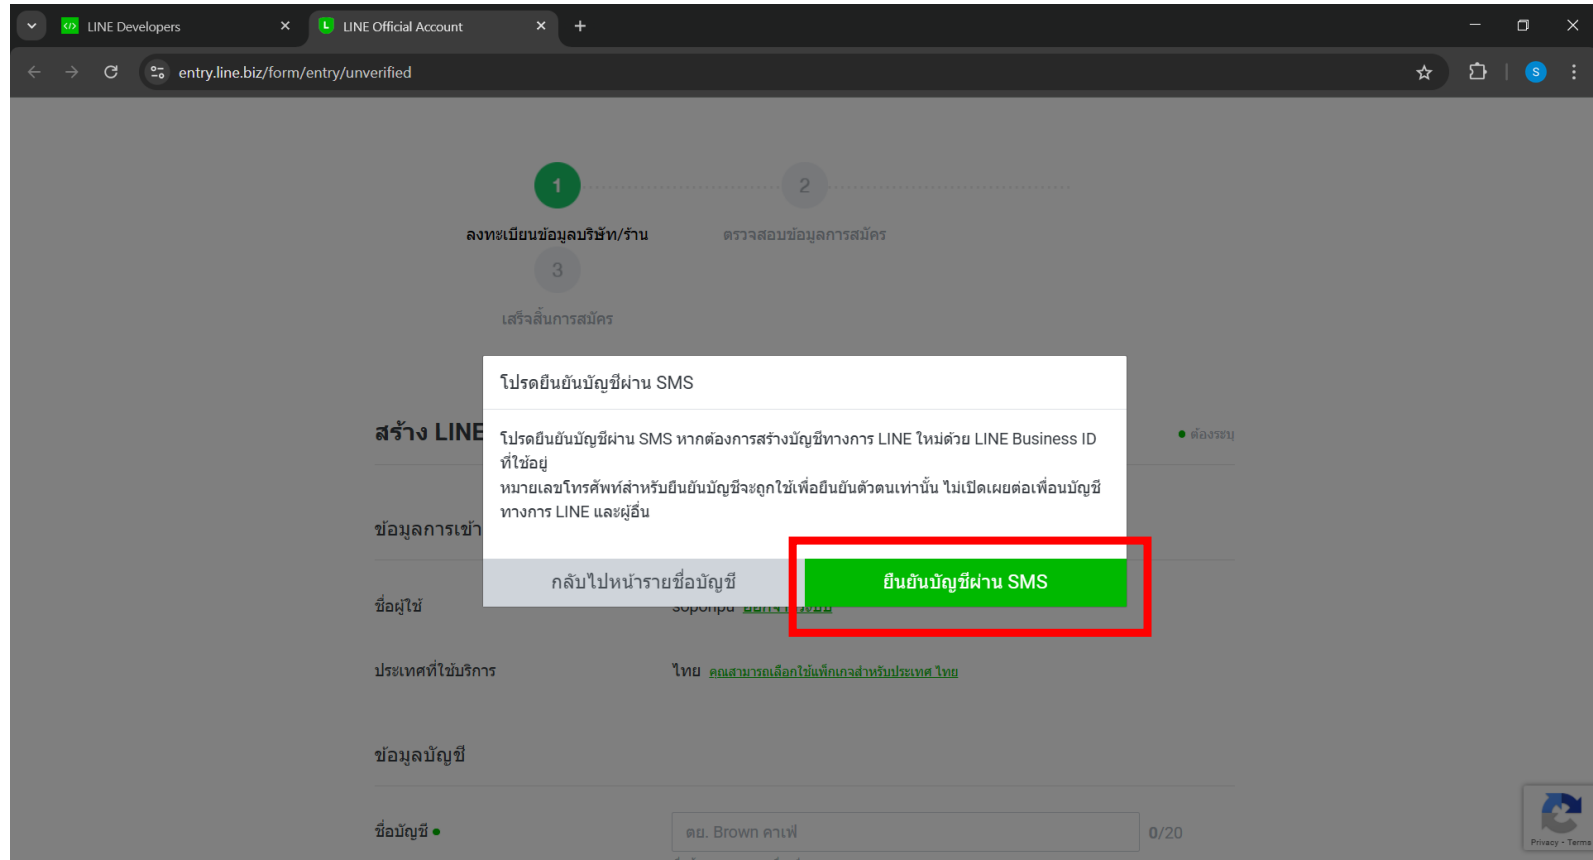 LINE Developers
LINE Official Account
entry.line.biz/form/entry/unverified
S
1
2
ลงทะเบียนข้อมูลบริษัท/ร้าน
ตรวจสอบข้อมูลการสมัคร
3
เสร็จสิ้นการสมัคร
โปรดยืนยันบัญชีผ่าน SMS
สร้าง LINE
โปรดยืนยันบัญชีผ่าน SMS หากต้องการสร้างบัญชีทางการ LINE ใหม่ด้วย LINE Business ID
ที่ใช้อยู่
ต้องระบุ
หมายเลขโทรศัพท์สำหรับยืนยันบัญชีจะถูกใช้เพื่อยืนยันตัวตนเท่านั้น ไม่เปิดเผยต่อเพื่อนบัญชี
ทางการ LINE และผู้อื่น
ข้อมูลการเข้า
กลับไปหน้ารายชื่อบัญชี
ยืนยันบัญชีผ่าน SMS
ชื่อผู้ใช้
soponpu ออกจากระบบ
ประเทศที่ใช้บริการ
ไทย คุณสามารถเลือกใช้แพ็กเกจสำหรับประเทศ ไทย
ข้อมูลบัญชี
ชื่อบัญชี
ตย. Brown คาเฟ่
0/20
Privacy - Terms